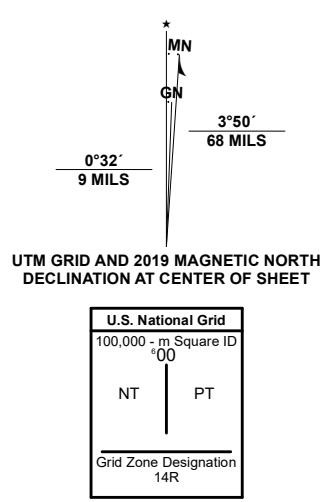 ★
MN
GN
3°50´
68 MILS
0°32´
9 MILS
UTM GRID AND 2019 MAGNETIC NORTH
DECLINATION AT CENTER OF SHEET
U.S. National Grid
100,000 - m Square ID
⁶00
NT PT
Grid Zone Designation
14R